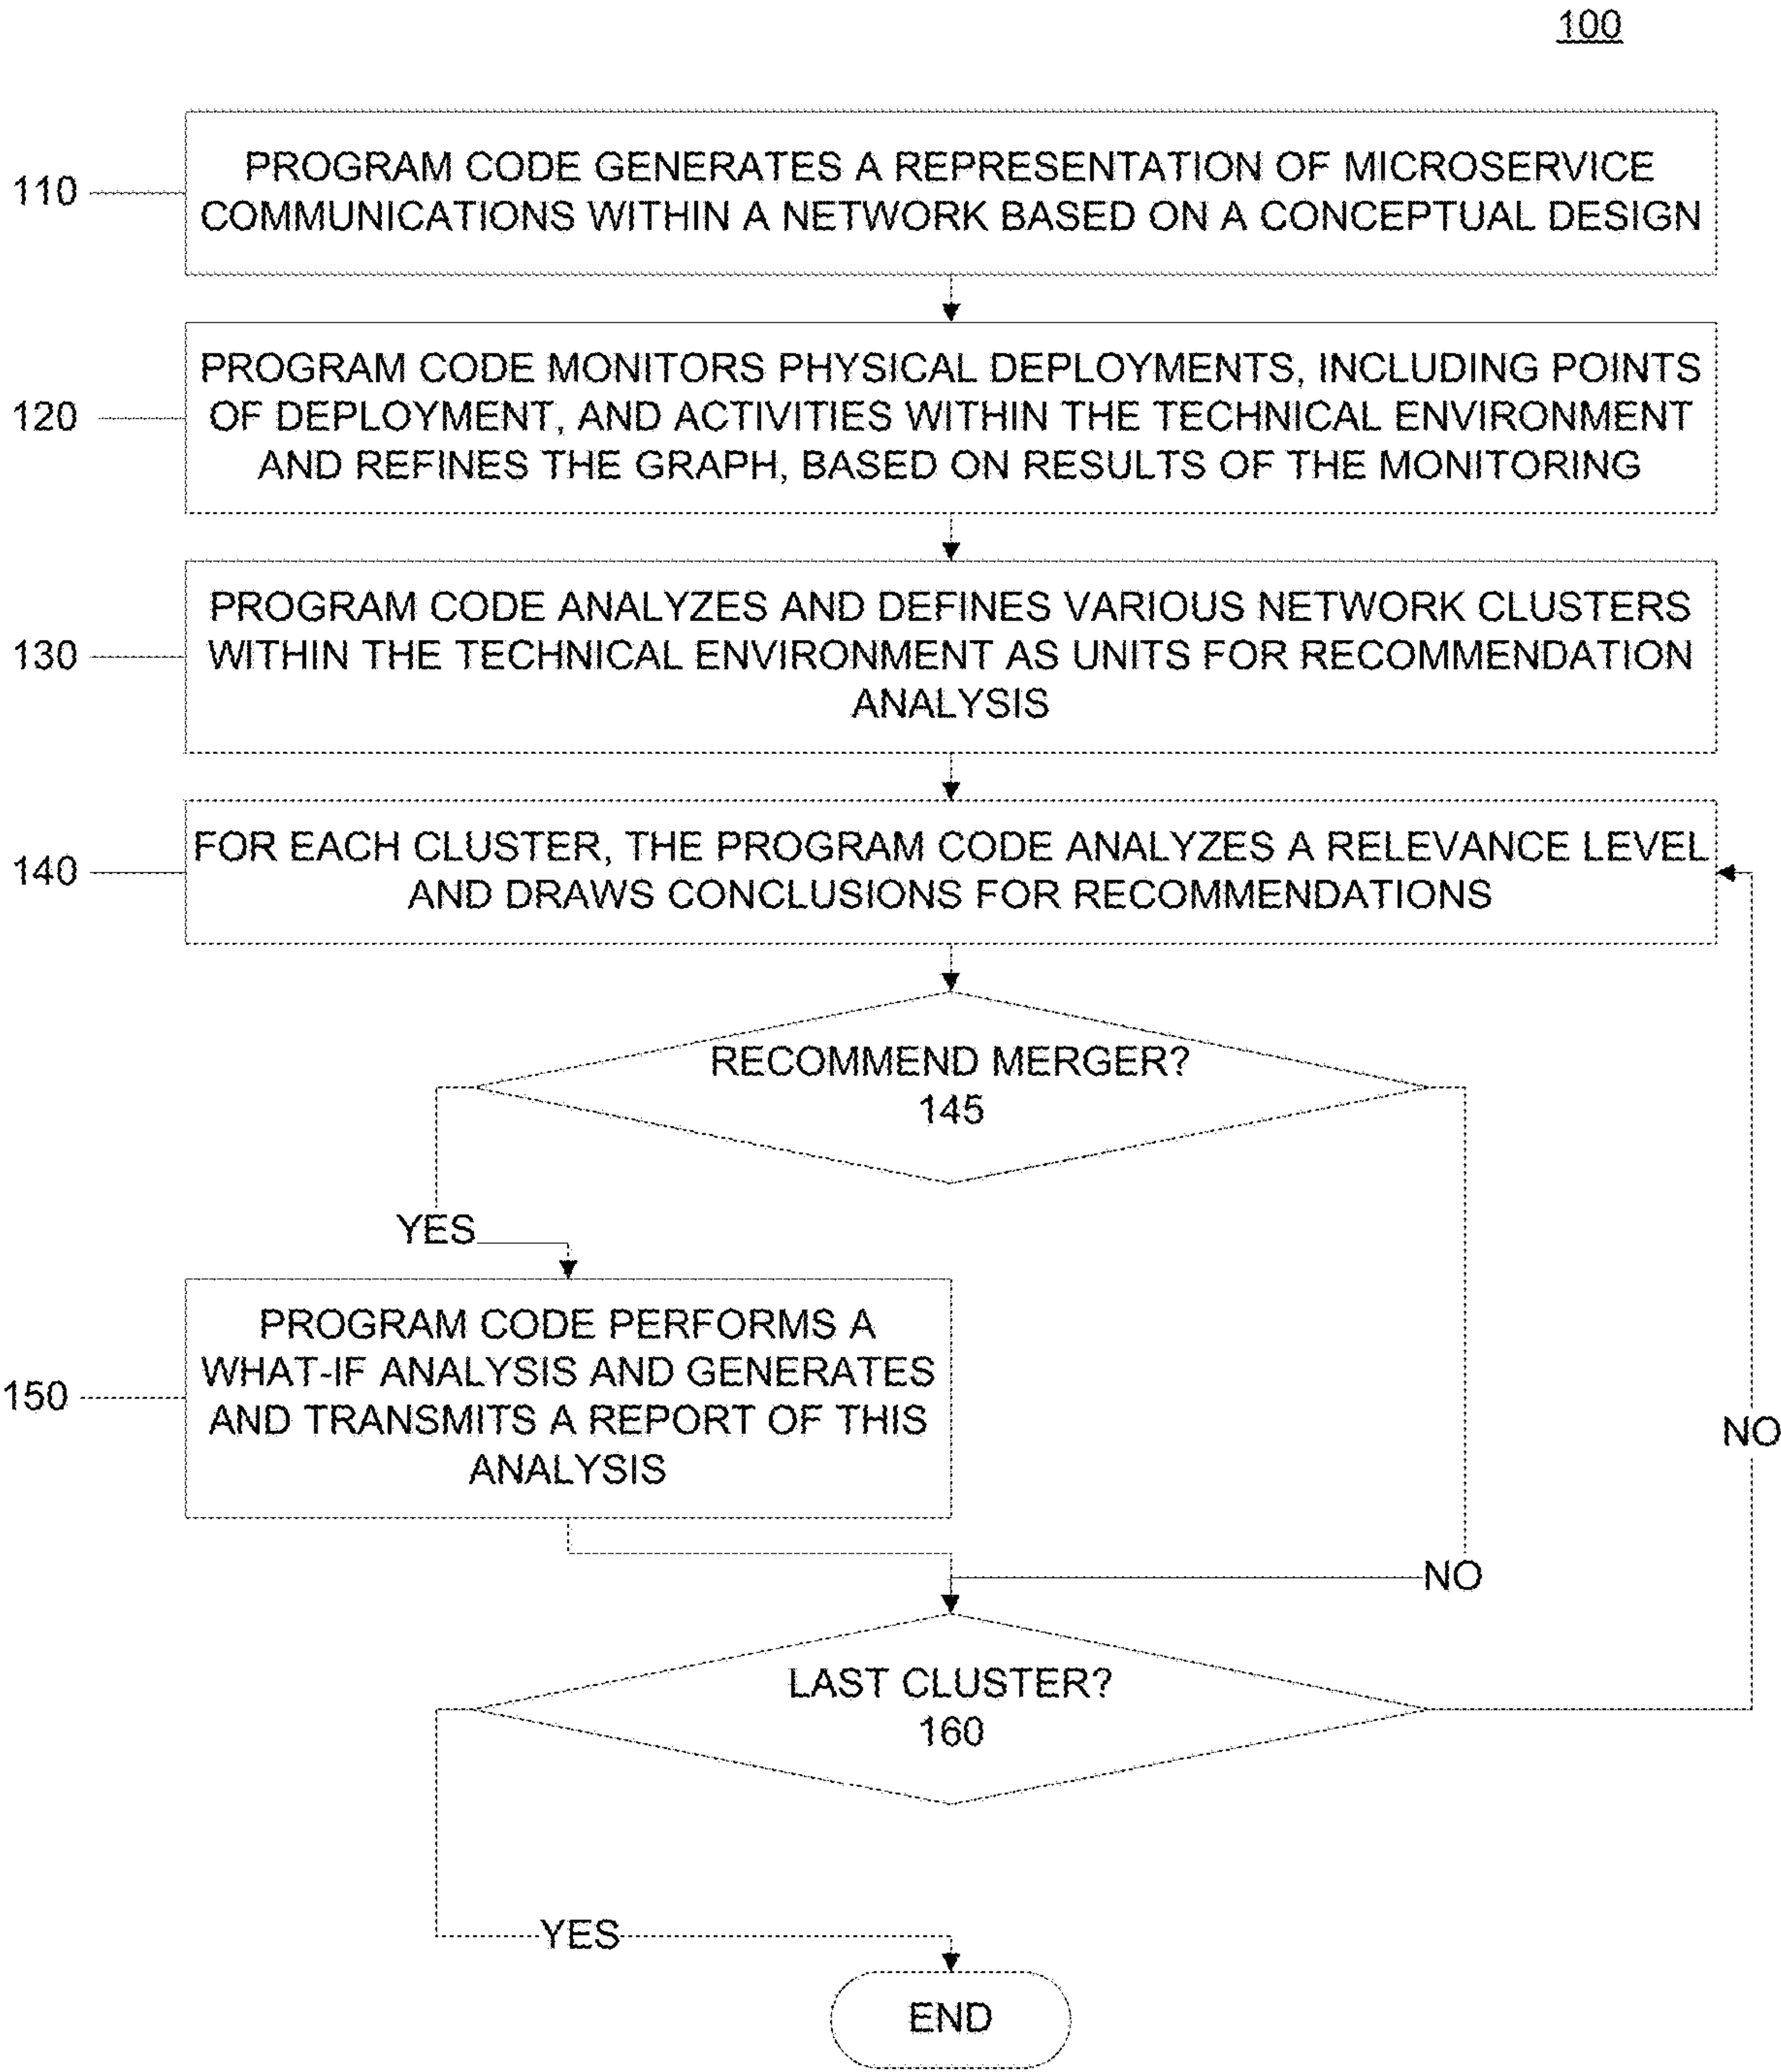 100
110
PROGRAM CODE GENERATES A REPRESENTATION OF MICROSERVICE
COMMUNICATIONS WITHIN A NETWORK BASED ON A CONCEPTUAL DESIGN
120
PROGRAM CODE MONITORS PHYSICAL DEPLOYMENTS, INCLUDING POINTS
OF DEPLOYMENT, AND ACTIVITIES WITHIN THE TECHNICAL ENVIRONMENT
AND REFINES THE GRAPH, BASED ON RESULTS OF THE MONITORING
130
PROGRAM CODE ANALYZES AND DEFINES VARIOUS NETWORK CLUSTERS
WITHIN THE TECHNICAL ENVIRONMENT AS UNITS FOR RECOMMENDATION
ANALYSIS
140
FOR EACH CLUSTER, THE PROGRAM CODE ANALYZES A RELEVANCE LEVEL
AND DRAWS CONCLUSIONS FOR RECOMMENDATIONS
RECOMMEND MERGER?
145
YES
150
PROGRAM CODE PERFORMS A
WHAT-IF ANALYSIS AND GENERATES
AND TRANSMITS A REPORT OF THIS
ANALYSIS
NO
NO
LAST CLUSTER?
160
YES
END